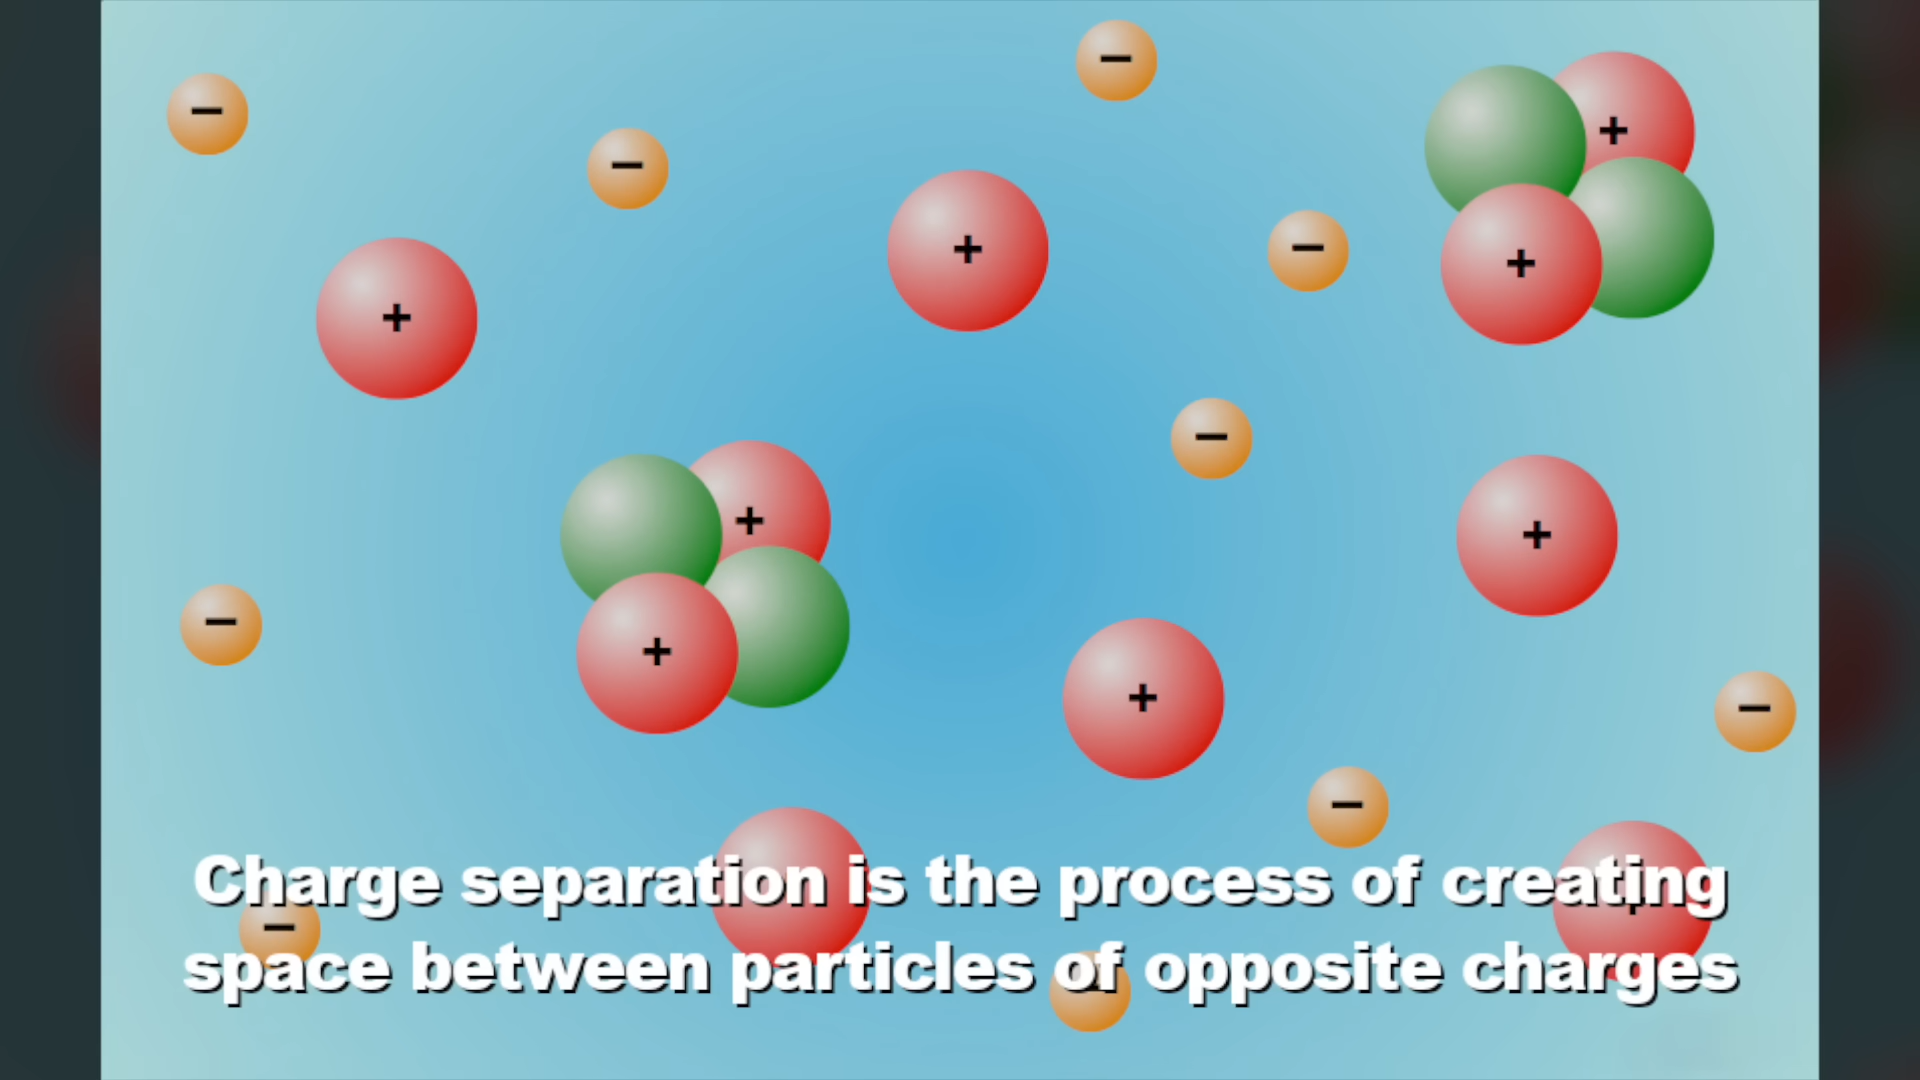 Charge separation is the process of creating
space between particles of opposite charges